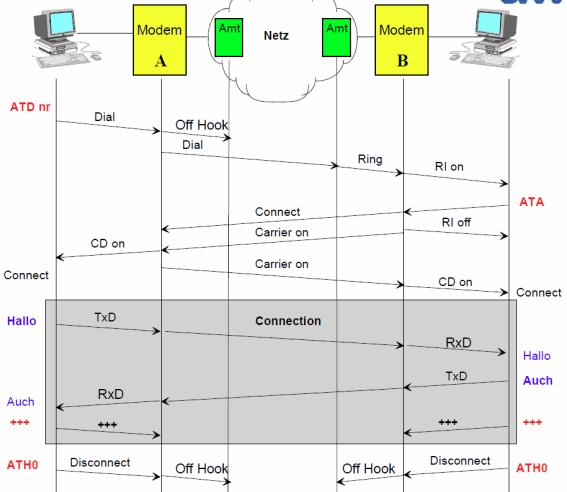 Modem
A
Amt
Netz
Amt
Modem
B
ATD nr
Dial
Off Hook
Dial
Ring
RI on
ATA
Connect
RI off
Carrier on
CD on
Carrier on
Connect
CD on
Connect
Hallo
TxD
Connection
RxD
Hallo
TxD
Auch
RxD
Auch
+++
+++
+++
+++
ATH0
Disconnect
Off Hook
Off Hook
Disconnect
ATH0